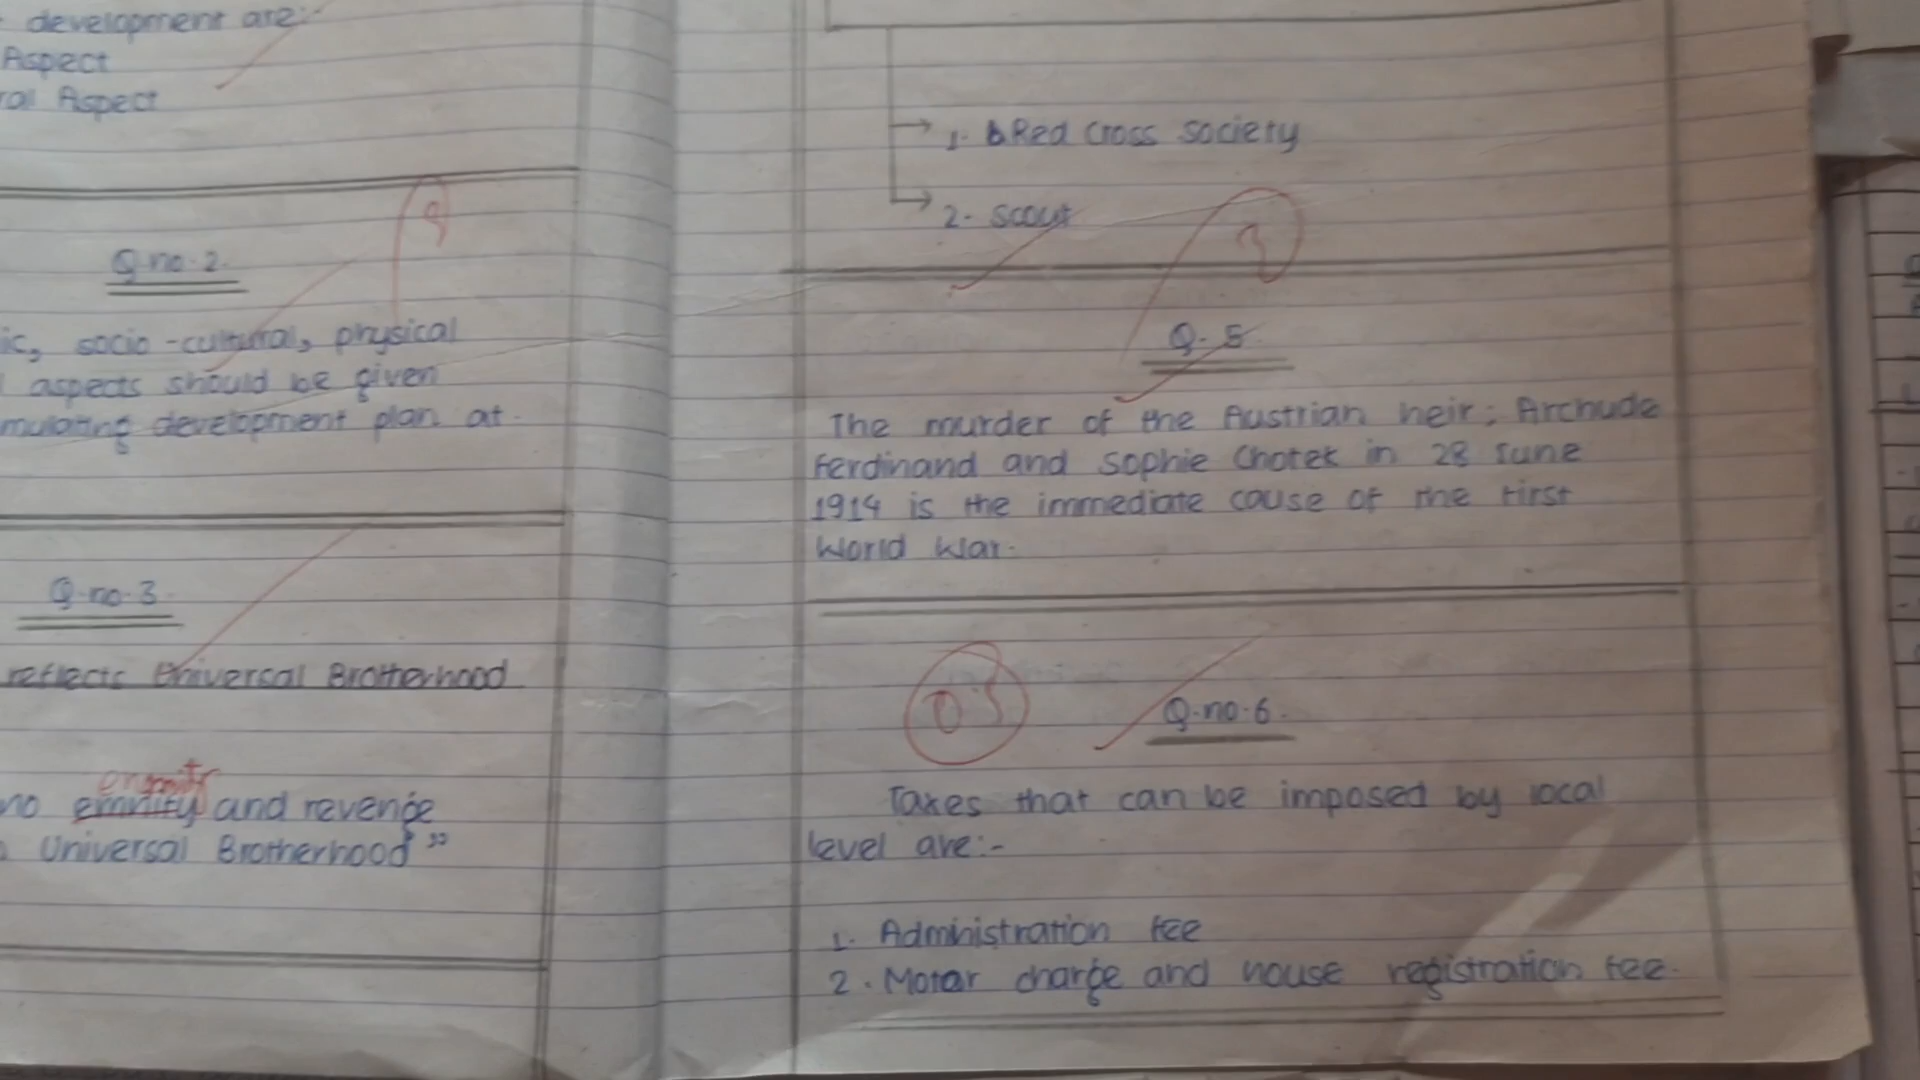 development are:-
Aspect
ral Aspect
Q.no.2.
ic, socio-cultural, physical
aspects should be given
mulating development plan at
Q.no.3.
reflects Universal Brotherhood
enmity
no emnity and revenge
Universal Brotherhood"
1. Red Cross Society
2. Scout
Q. 5.
The murder of the Austrian heir; Archude
Ferdinand and Sophie Chotek in 28 June
1914 is the immediate cause of the First
World War.
0.5
Q.no.6.
Taxes that can be imposed by local
level are:-
1. Administration fee
2. Motar charge and house registration fee.